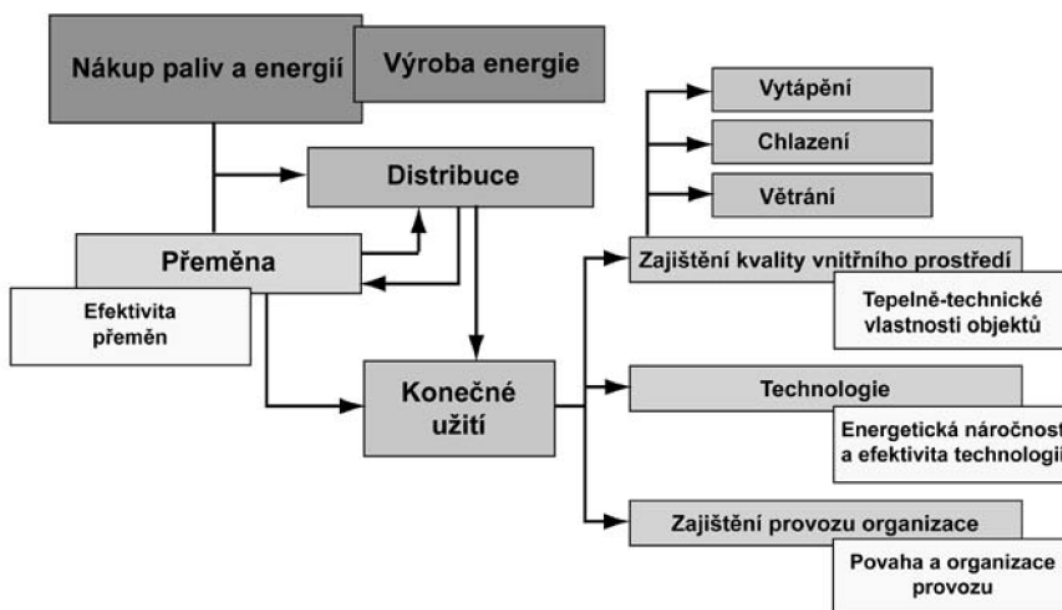 Nákup paliv a energií
Výroba energie
Distribuce
Přeměna
Efektivita
přeměn
Konečné
užití
Vytápění
Chlazení
Větrání
Zajištění kvality vnitřního prostředí
Tepelně-technické
vlastnosti objektů
Technologie
Energetická náročnost
a efektivita technologií
Zajištění provozu organizace
Povaha a organizace
provozu